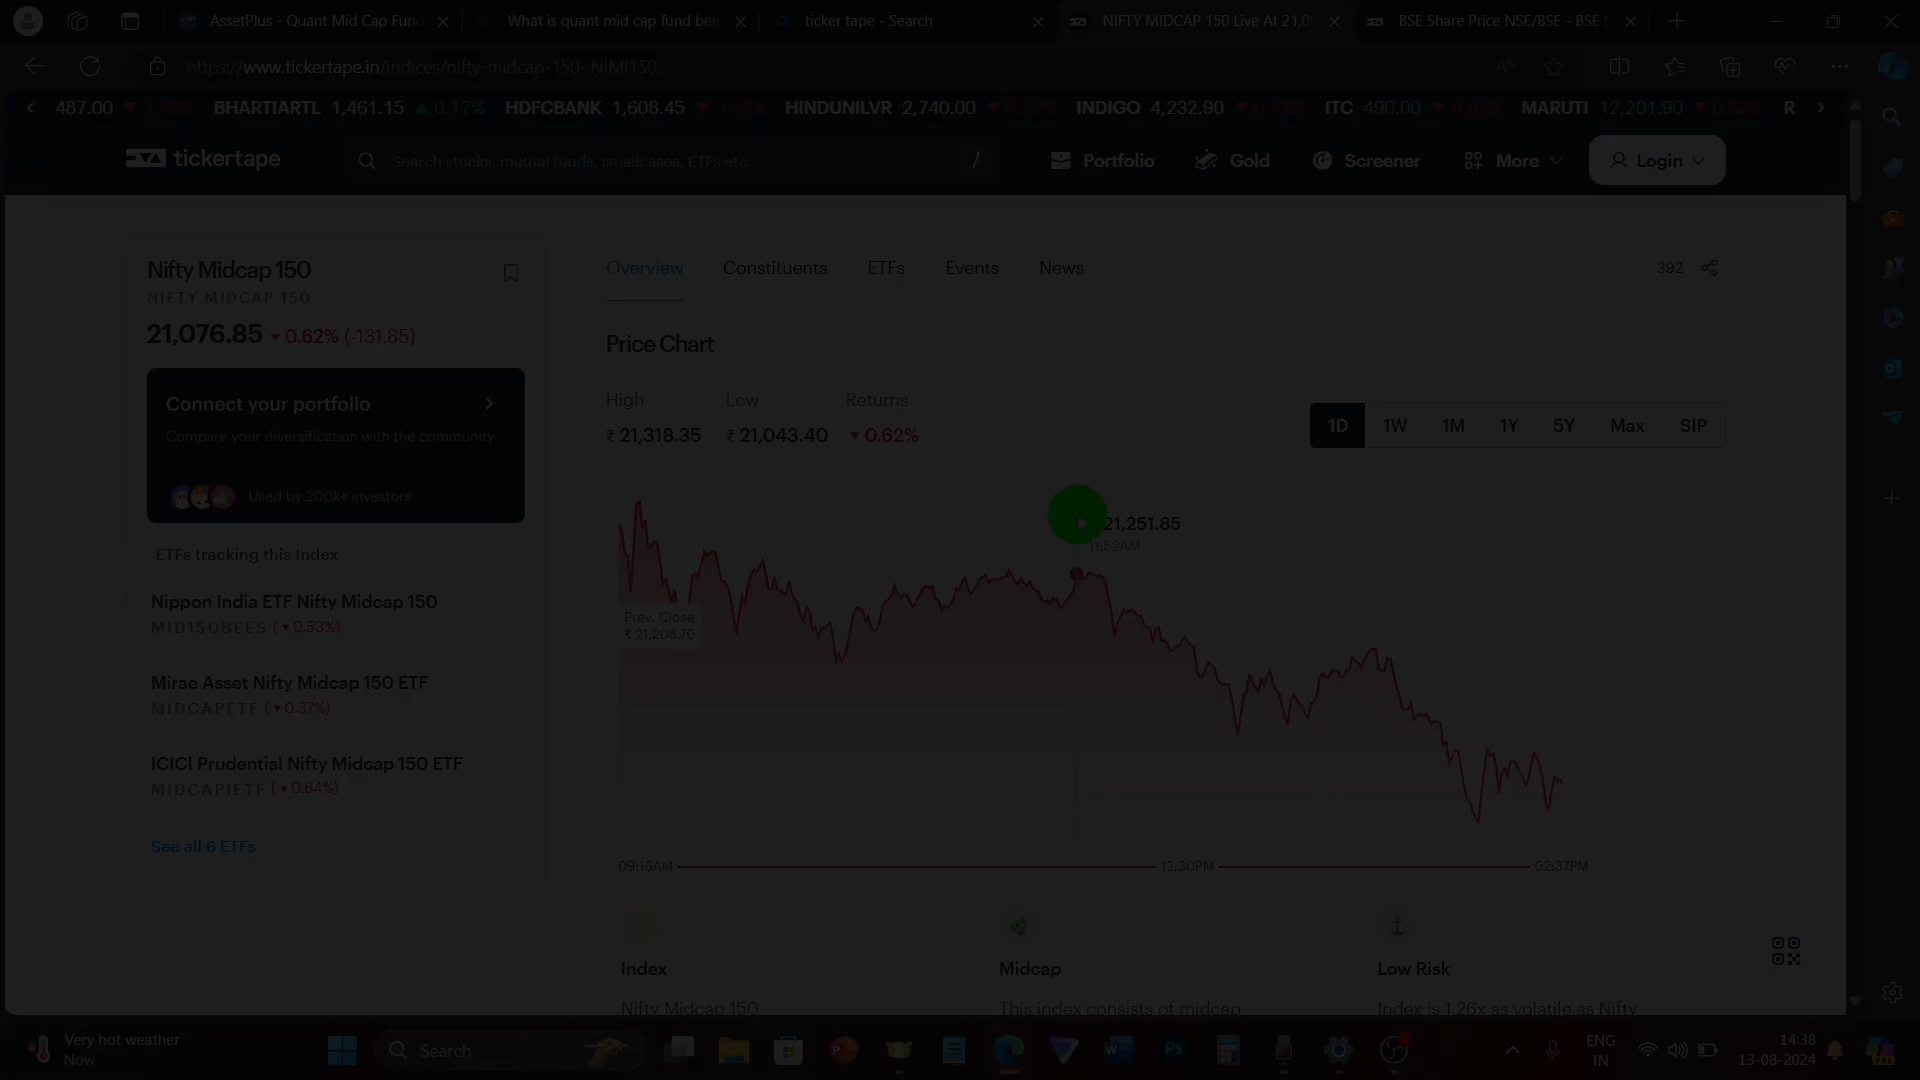 AssetPlus - Quant Mid Cap Fund
What is quant mid cap fund ben
ticker tape - Search
NIFTY MIDCAP 150 Live At 21,0
BSE Share Price NSE/BSE - BSE S
https://www.tickertape.in/indices/nifty-midcap-150-.NIMI150
487.00
BHARTIARTL 1,461.15 0.17% HDFCBANK 1,608.45 HINDUNILVR 2,740.00 INDIGO 4,232.90 ITC 490.00 MARUTI 12,201.90 R
tickertape
Search stocks, mutual funds, smallcases, ETFs etc.
/
Portfolio
Gold
Screener
More
Login
Nifty Midcap 150
NIFTY MIDCAP 150
21,076.85 0.62% (-131.85)
Connect your portfolio
Compare your diversification with the community
Used by 200k+ investors
ETFs tracking this Index
Nippon India ETF Nifty Midcap 150
MID150BEES (▾0.53%)
Mirae Asset Nifty Midcap 150 ETF
MIDCAPETF (▾0.37%)
ICICI Prudential Nifty Midcap 150 ETF
MIDCAPIETF (▾0.64%)
See all 6 ETFs
Overview Constituents ETFs Events News
392
Price Chart
High Low Returns
₹ 21,318.35 ₹ 21,043.40 ▾ 0.62%
1D 1W 1M 1Y 5Y Max SIP
21,251.85
11:52AM
Prev. Close
₹ 21,208.70
09:16AM 12:30PM 02:37PM
Index Midcap Low Risk
Nifty Midcap 150 This index consists of midcap Index is 1.26x as volatile as Nifty
Very hot weather
Now
Search
ENG
IN
14:38
13-08-2024